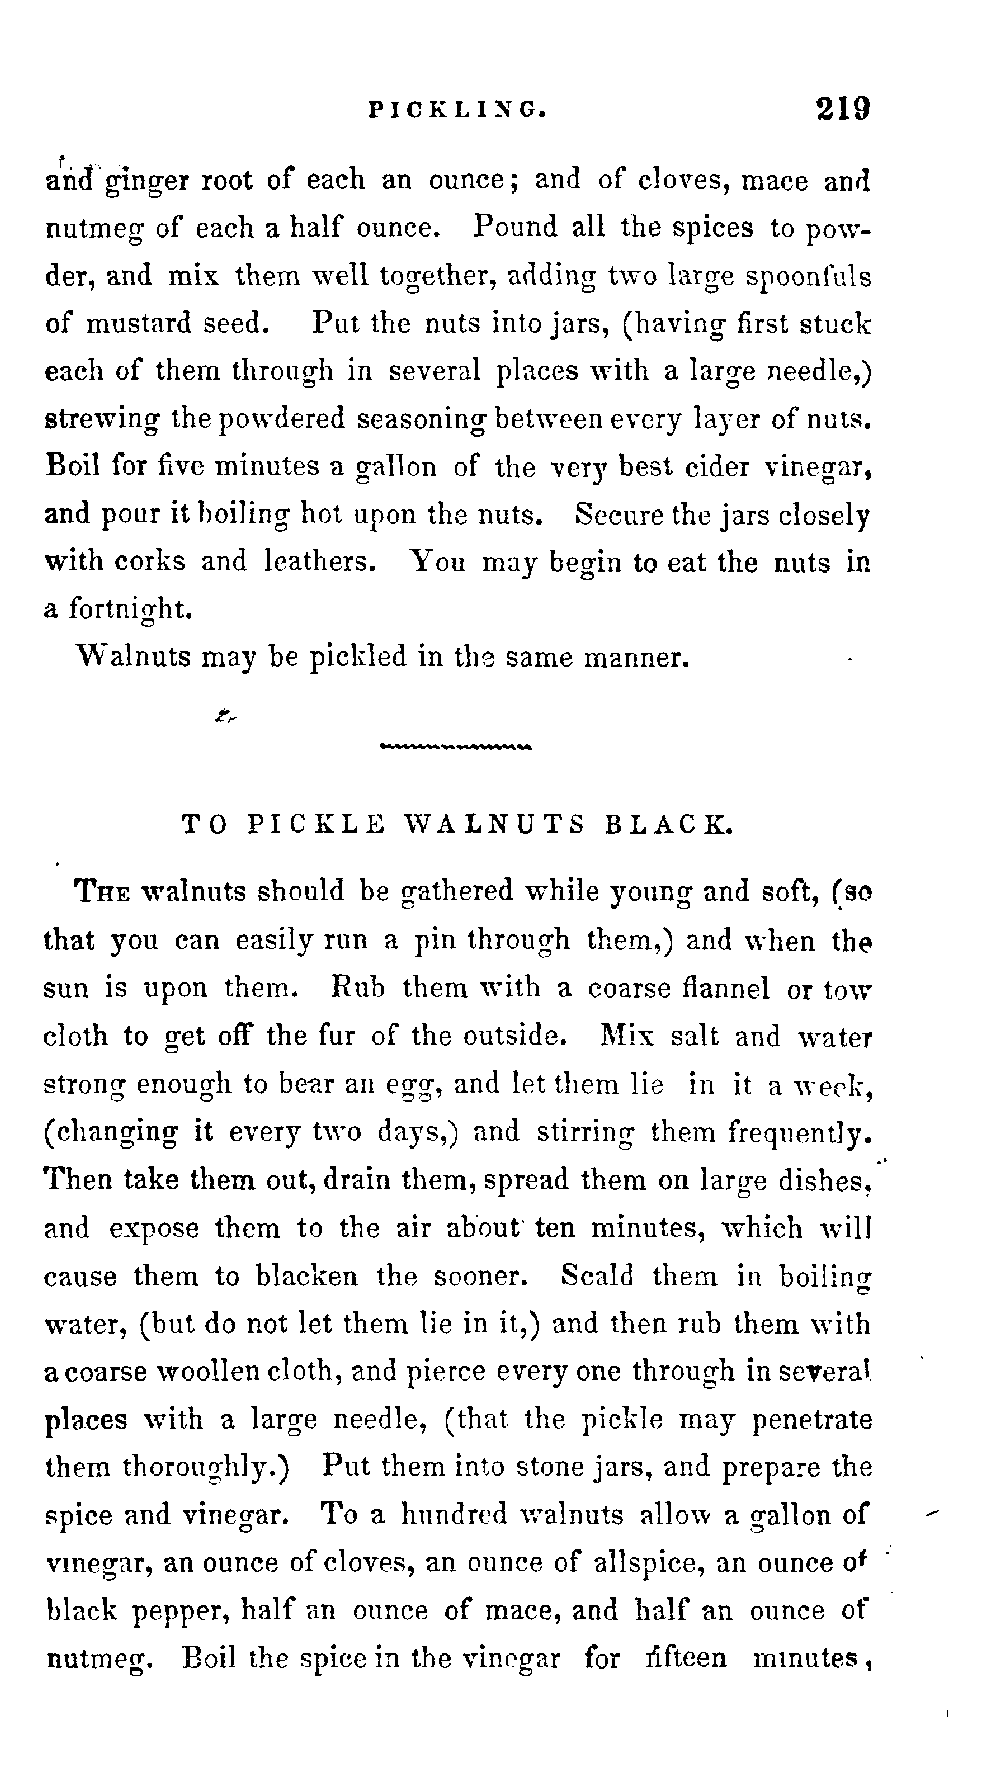 PICKLING. 219
and ginger root of each an ounce; and of cloves, mace and
nutmeg of each a half ounce. Pound all the spices to pow-
der, and mix them well together, adding two large spoonfuls
of mustard seed. Put the nuts into jars, (having first stuck
each of them through in several places with a large needle,)
strewing the powdered seasoning between every layer of nuts.
Boil for five minutes a gallon of the very best cider vinegar,
and pour it boiling hot upon the nuts. Secure the jars closely
with corks and leathers. You may begin to eat the nuts in
a fortnight.
Walnuts may be pickled in the same manner.
TO PICKLE WALNUTS BLACK.
THE walnuts should be gathered while young and soft, (so
that you can easily run a pin through them,) and when the
sun is upon them. Rub them with a coarse flannel or tow
cloth to get off the fur of the outside. Mix salt and water
strong enough to bear an egg, and let them lie in it a week,
(changing it every two days,) and stirring them frequently.
Then take them out, drain them, spread them on large dishes,
and expose them to the air about ten minutes, which will
cause them to blacken the sooner. Scald them in boiling
water, (but do not let them lie in it,) and then rub them with
a coarse woollen cloth, and pierce every one through in several
places with a large needle, (that the pickle may penetrate
them thoroughly.) Put them into stone jars, and prepare the
spice and vinegar. To a hundred walnuts allow a gallon of
vinegar, an ounce of cloves, an ounce of allspice, an ounce of
black pepper, half an ounce of mace, and half an ounce of
nutmeg. Boil the spice in the vinegar for fifteen minutes,